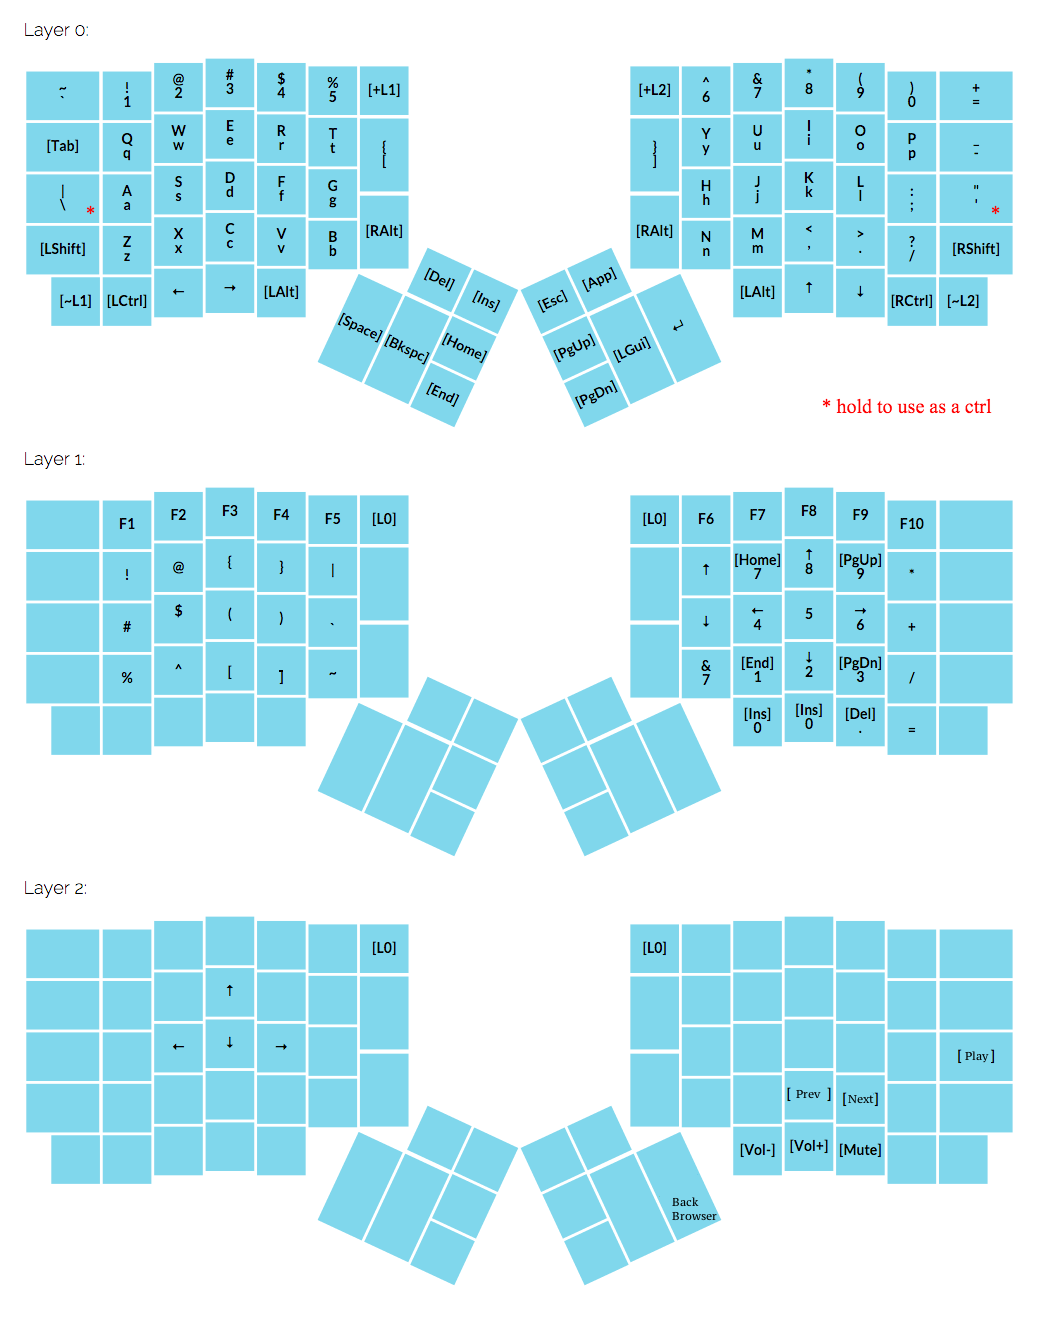 Layer 0:
~ ! @ # $ % [+L1] [+L2] ^ & * ( ) +
` 1 2 3 4 5 6 7 8 9 0 =
[Tab] Q W E R T { } Y U I O P _
q w e r t [ ] y u i o p -
| A S D F G H J K L : "
\ * a s d f g h j k l ; ' *
[LShift] Z X C V B [RAlt] [RAlt] N M < > ? [RShift]
z x c v b n m , . /
[~L1] [LCtrl] ← → [LAlt] [LAlt] ↑ ↓ [RCtrl] [~L2]
[Del] [Ins] [Esc] [App]
[Space] [Bkspc] [Home] [PgUp] [LGui] ↵
[End] [PgDn]
* hold to use as a ctrl
Layer 1:
F1 F2 F3 F4 F5 [L0] [L0] F6 F7 F8 F9 F10
! @ { } | ↑ [Home] ↑ [PgUp] *
7 8 9
# $ ( ) ` ↓ ← 5 → +
4 6
% ^ [ ] ~ & [End] ↓ [PgDn] /
7 1 2 3
[Ins] [Ins] [Del] =
0 0 .
Layer 2:
[L0] [L0]
↑
← ↓ → [ Play ]
[ Prev ] [Next]
[Vol-] [Vol+] [Mute]
Back
Browser